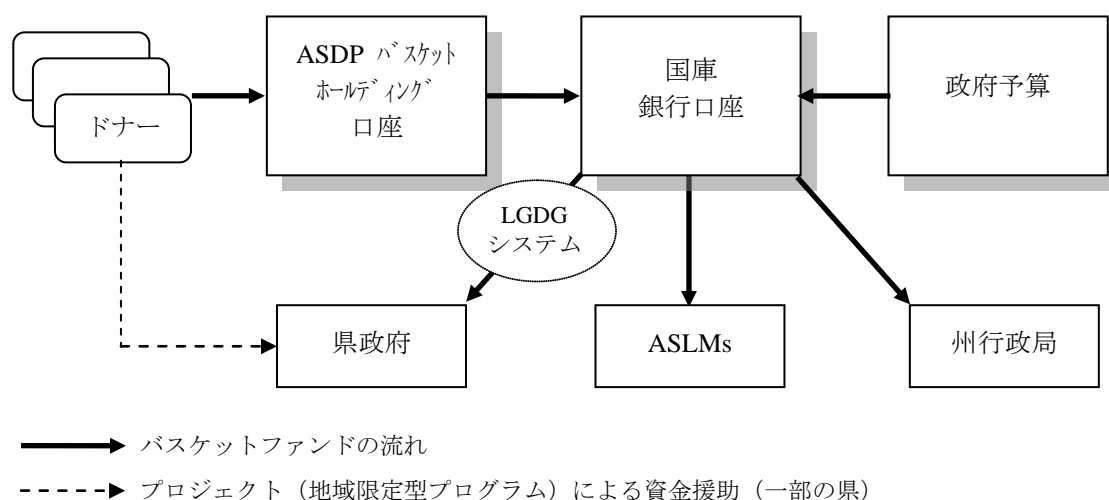 ドナー
ASDP バスケット
ホールディング
口座
国庫
銀行口座
政府予算
LGDG
システム
県政府
ASLMs
州行政局
バスケットファンドの流れ
プロジェクト（地域限定型プログラム）による資金援助（一部の県）